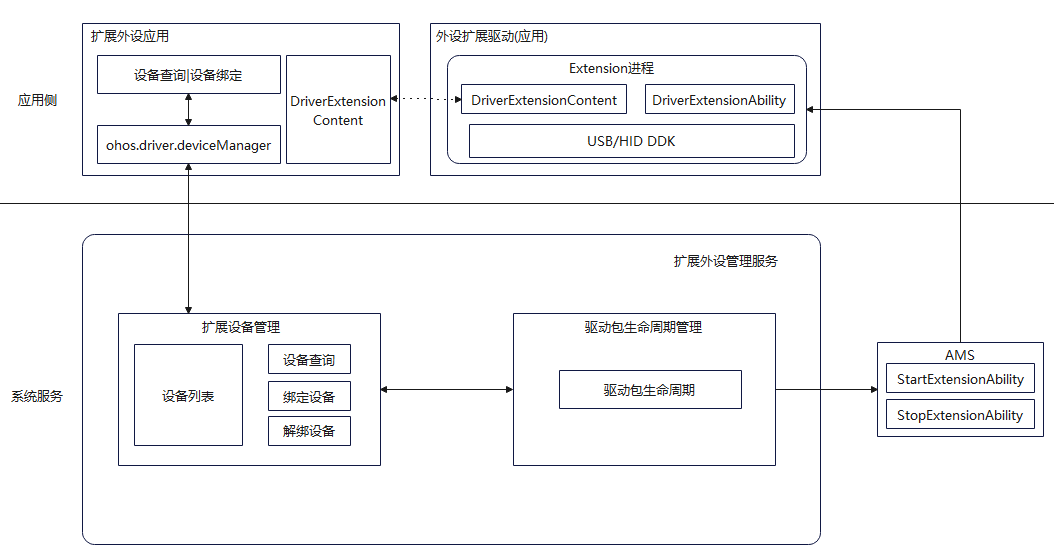 扩展外设应用
设备查询|设备绑定
ohos.driver.deviceManager
DriverExtension
Content
外设扩展驱动(应用)
Extension进程
DriverExtensionContent
DriverExtensionAbility
USB/HID DDK
应用侧
扩展外设管理服务
扩展设备管理
设备列表
设备查询
绑定设备
解绑设备
驱动包生命周期管理
驱动包生命周期
AMS
StartExtensionAbility
StopExtensionAbility
系统服务